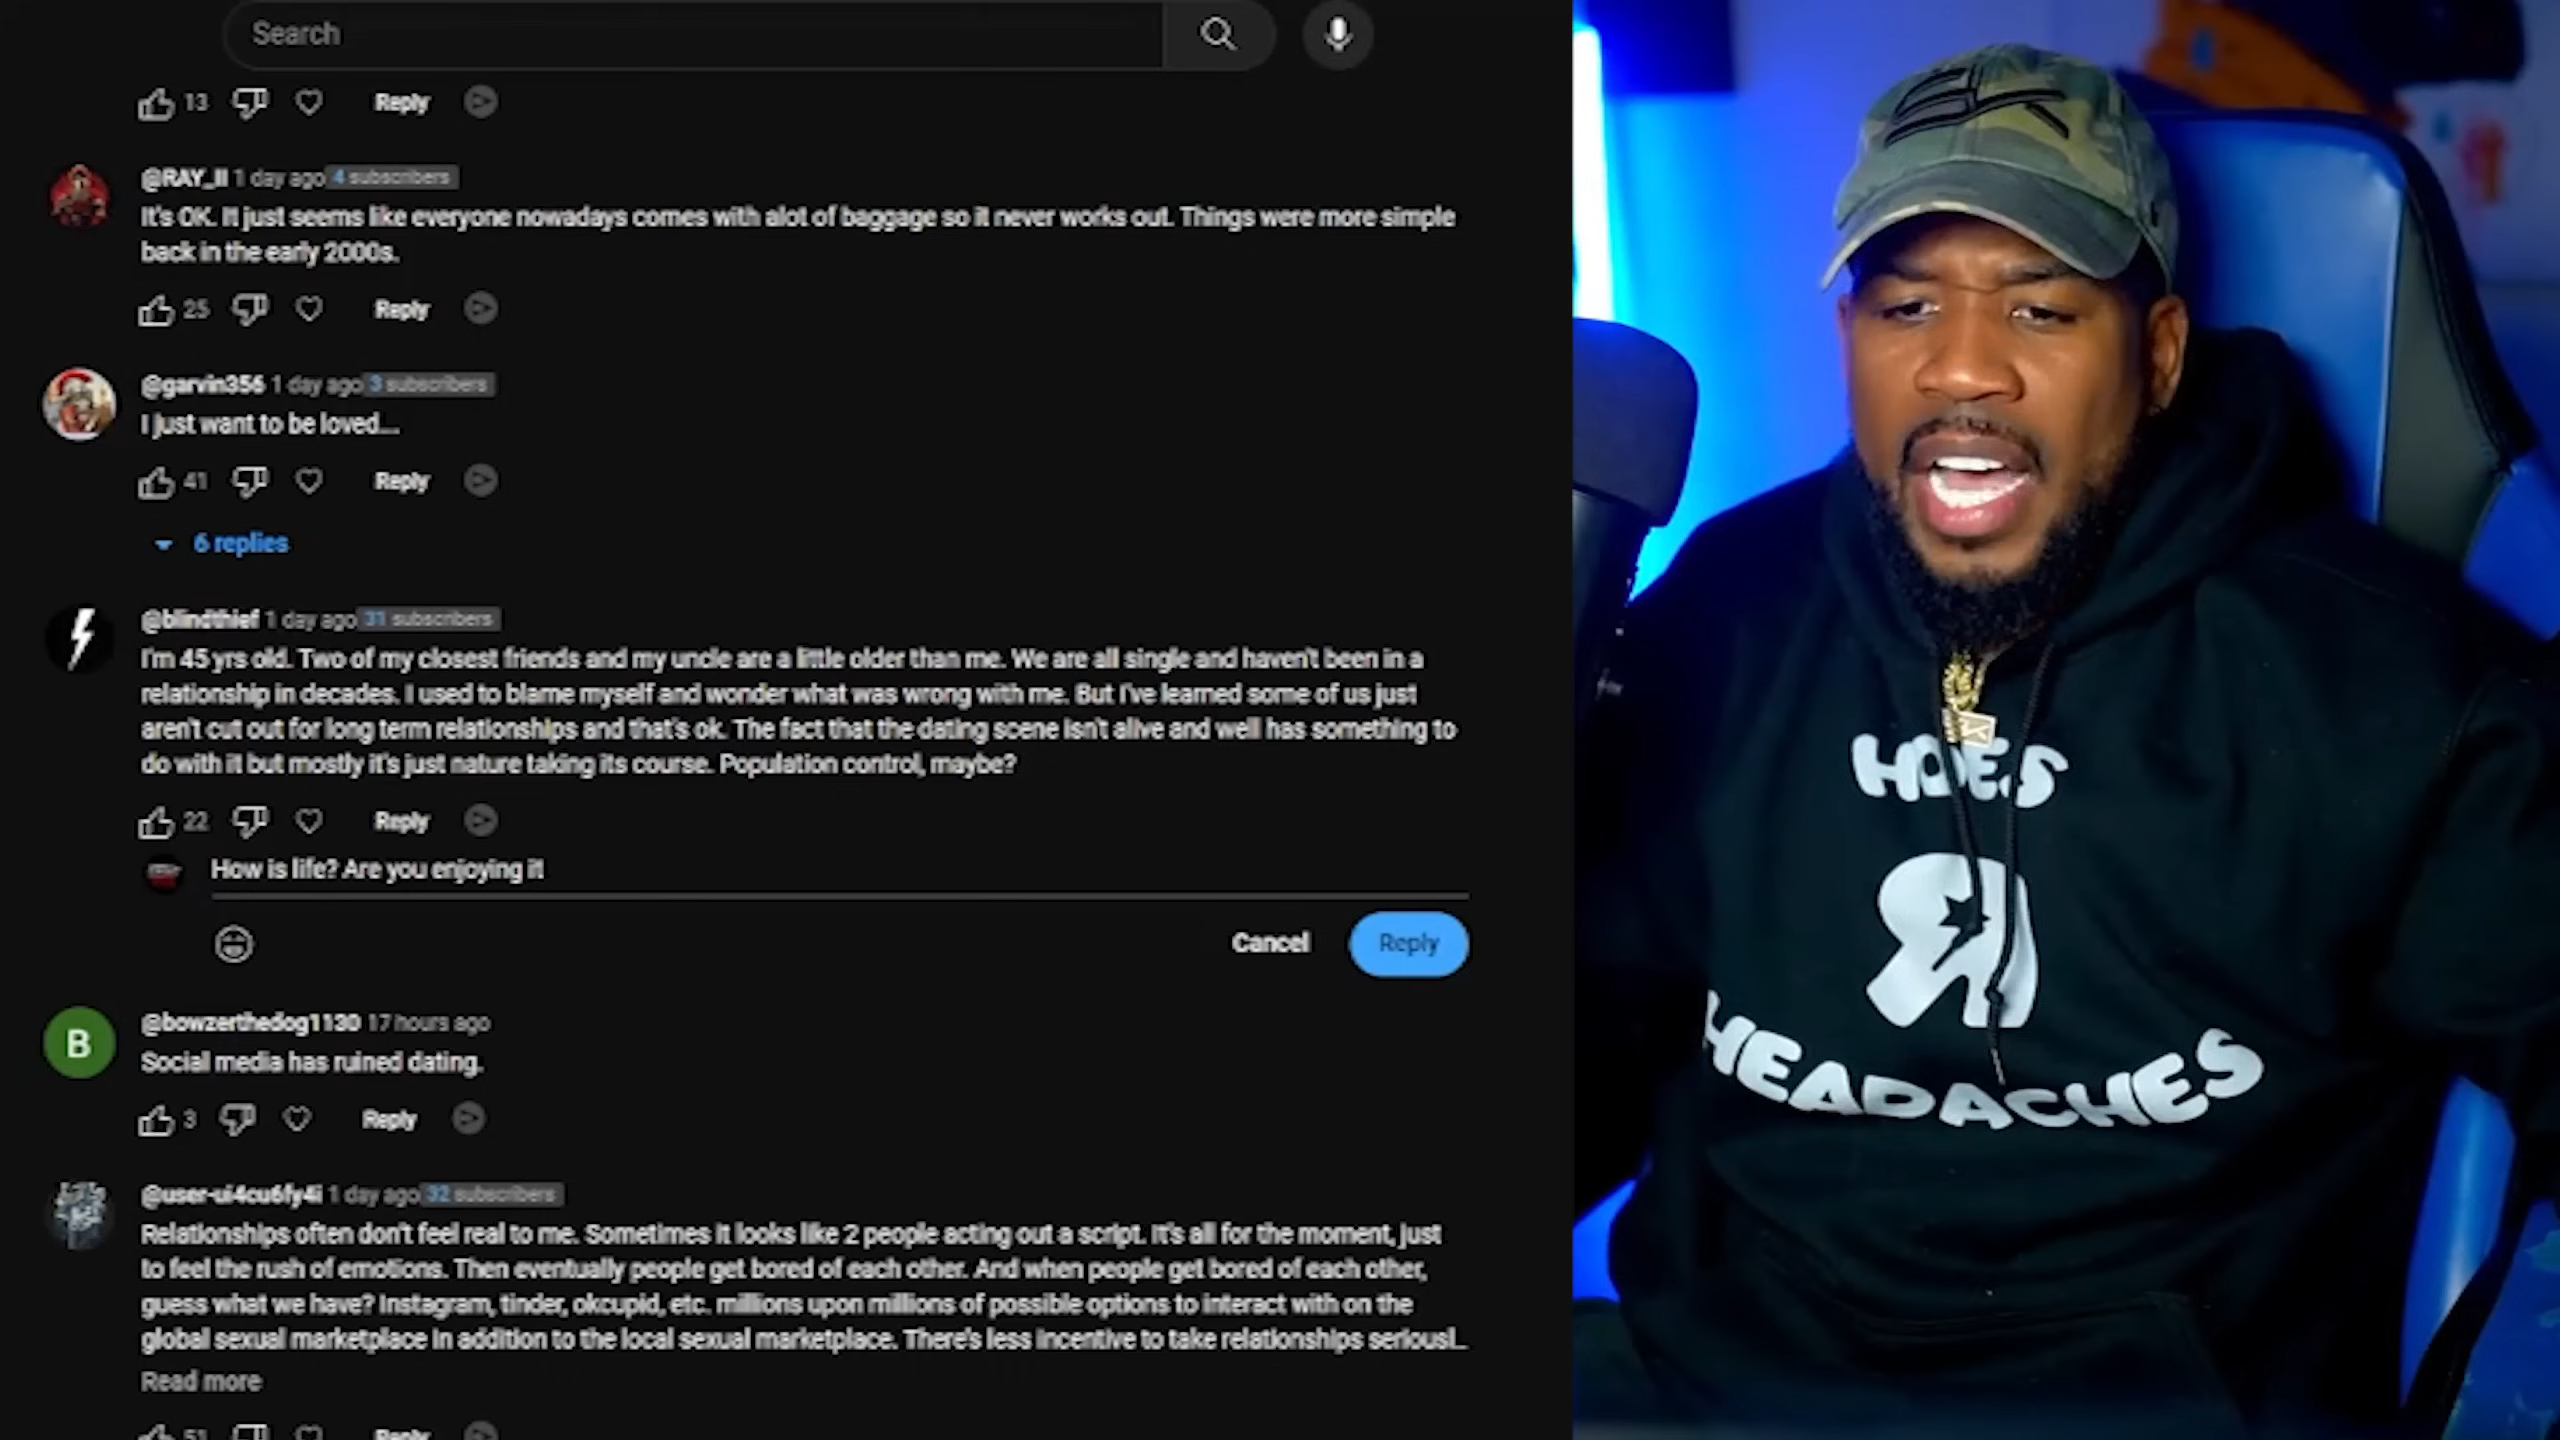 Search
13 Reply
@RAY_II 1 day ago 4 subscribers
It's OK. It just seems like everyone nowadays comes with alot of baggage so it never works out. Things were more simple
back in the early 2000s.
25 Reply
@garvin356 1 day ago 3 subscribers
I just want to be loved...
41 Reply
6 replies
@blindthief 1 day ago 31 subscribers
I'm 45 yrs old. Two of my closest friends and my uncle are a little older than me. We are all single and haven't been in a
relationship in decades. I used to blame myself and wonder what was wrong with me. But I've learned some of us just
aren't cut out for long term relationships and that's ok. The fact that the dating scene isn't alive and well has something to
do with it but mostly it's just nature taking its course. Population control, maybe?
22 Reply
How is life? Are you enjoying it
Cancel Reply
B
@bowzerthedog1130 17 hours ago
Social media has ruined dating.
3 Reply
@user-ui4cu6fy4i 1 day ago 32 subscribers
Relationships often don't feel real to me. Sometimes it looks like 2 people acting out a script. It's all for the moment, just
to feel the rush of emotions. Then eventually people get bored of each other. And when people get bored of each other,
guess what we have? Instagram, tinder, okcupid, etc. millions upon millions of possible options to interact with on the
global sexual marketplace in addition to the local sexual marketplace. There's less incentive to take relationships seriousl...
Read more
51 Reply
HOES
R
HEADACHES